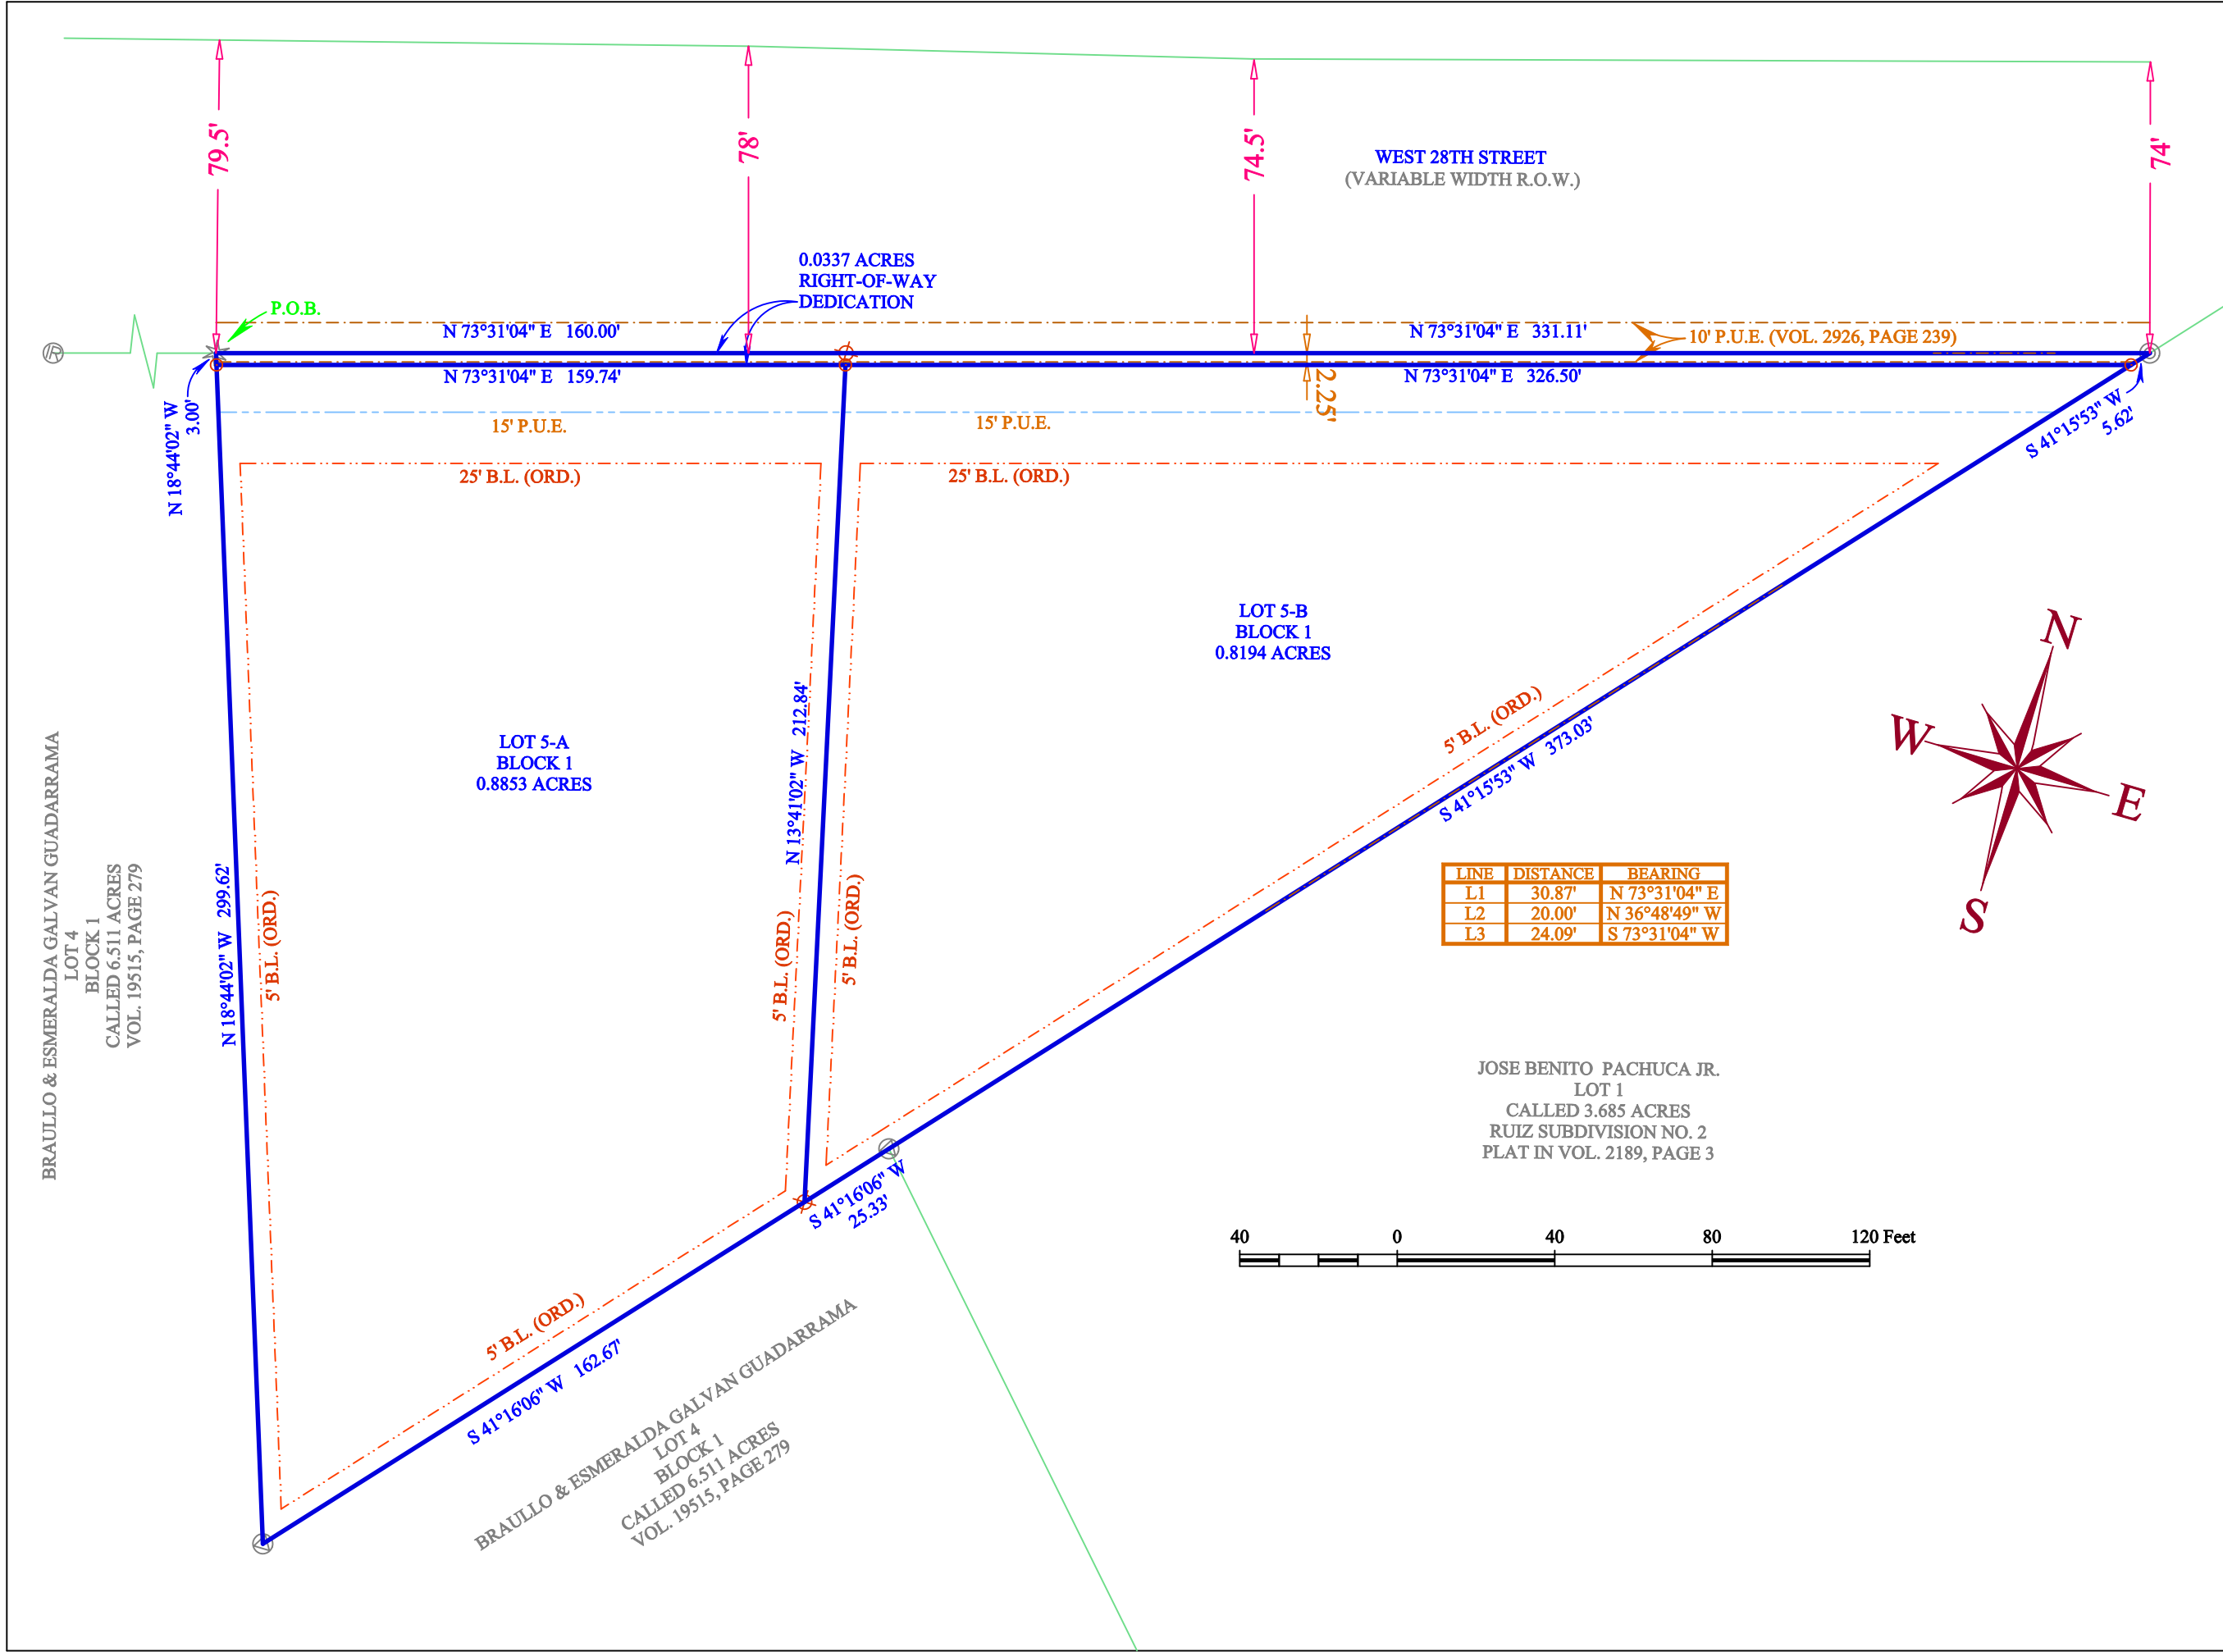 79.5'
78'
74.5'
74'
WEST 28TH STREET
(VARIABLE WIDTH R.O.W.)
0.0337 ACRES
RIGHT-OF-WAY
DEDICATION
P.O.B.
N 73°31'04" E 160.00'
N 73°31'04" E 331.11'
10' P.U.E. (VOL. 2926, PAGE 239)
N 73°31'04" E 159.74'
N 73°31'04" E 326.50'
2.25'
N 18°44'02" W
3.00'
S 41°15'53" W
5.62'
15' P.U.E.
15' P.U.E.
25' B.L. (ORD.)
25' B.L. (ORD.)
LOT 5-B
BLOCK 1
0.8194 ACRES
LOT 5-A
BLOCK 1
0.8853 ACRES
N 13°41'02" W 212.84'
5' B.L. (ORD.)
S 41°15'53" W 373.03'
N
W
E
S
BRAULLO & ESMERALDA GALVAN GUADARRAMA
LOT 4
BLOCK 1
CALLED 6.511 ACRES
VOL. 19515, PAGE 279
N 18°44'02" W 299.62'
5' B.L. (ORD.)
5' B.L. (ORD.)
5' B.L. (ORD.)
LINE DISTANCE BEARING
L1 30.87' N 73°31'04" E
L2 20.00' N 36°48'49" W
L3 24.09' S 73°31'04" W
JOSE BENITO PACHUCA JR.
LOT 1
CALLED 3.685 ACRES
RUIZ SUBDIVISION NO. 2
PLAT IN VOL. 2189, PAGE 3
S 41°16'06" W
25.33'
40 0 40 80 120 Feet
5' B.L. (ORD.)
S 41°16'06" W 162.67'
BRAULLO & ESMERALDA GALVAN GUADARRAMA
LOT 4
BLOCK 1
CALLED 6.511 ACRES
VOL. 19515, PAGE 279